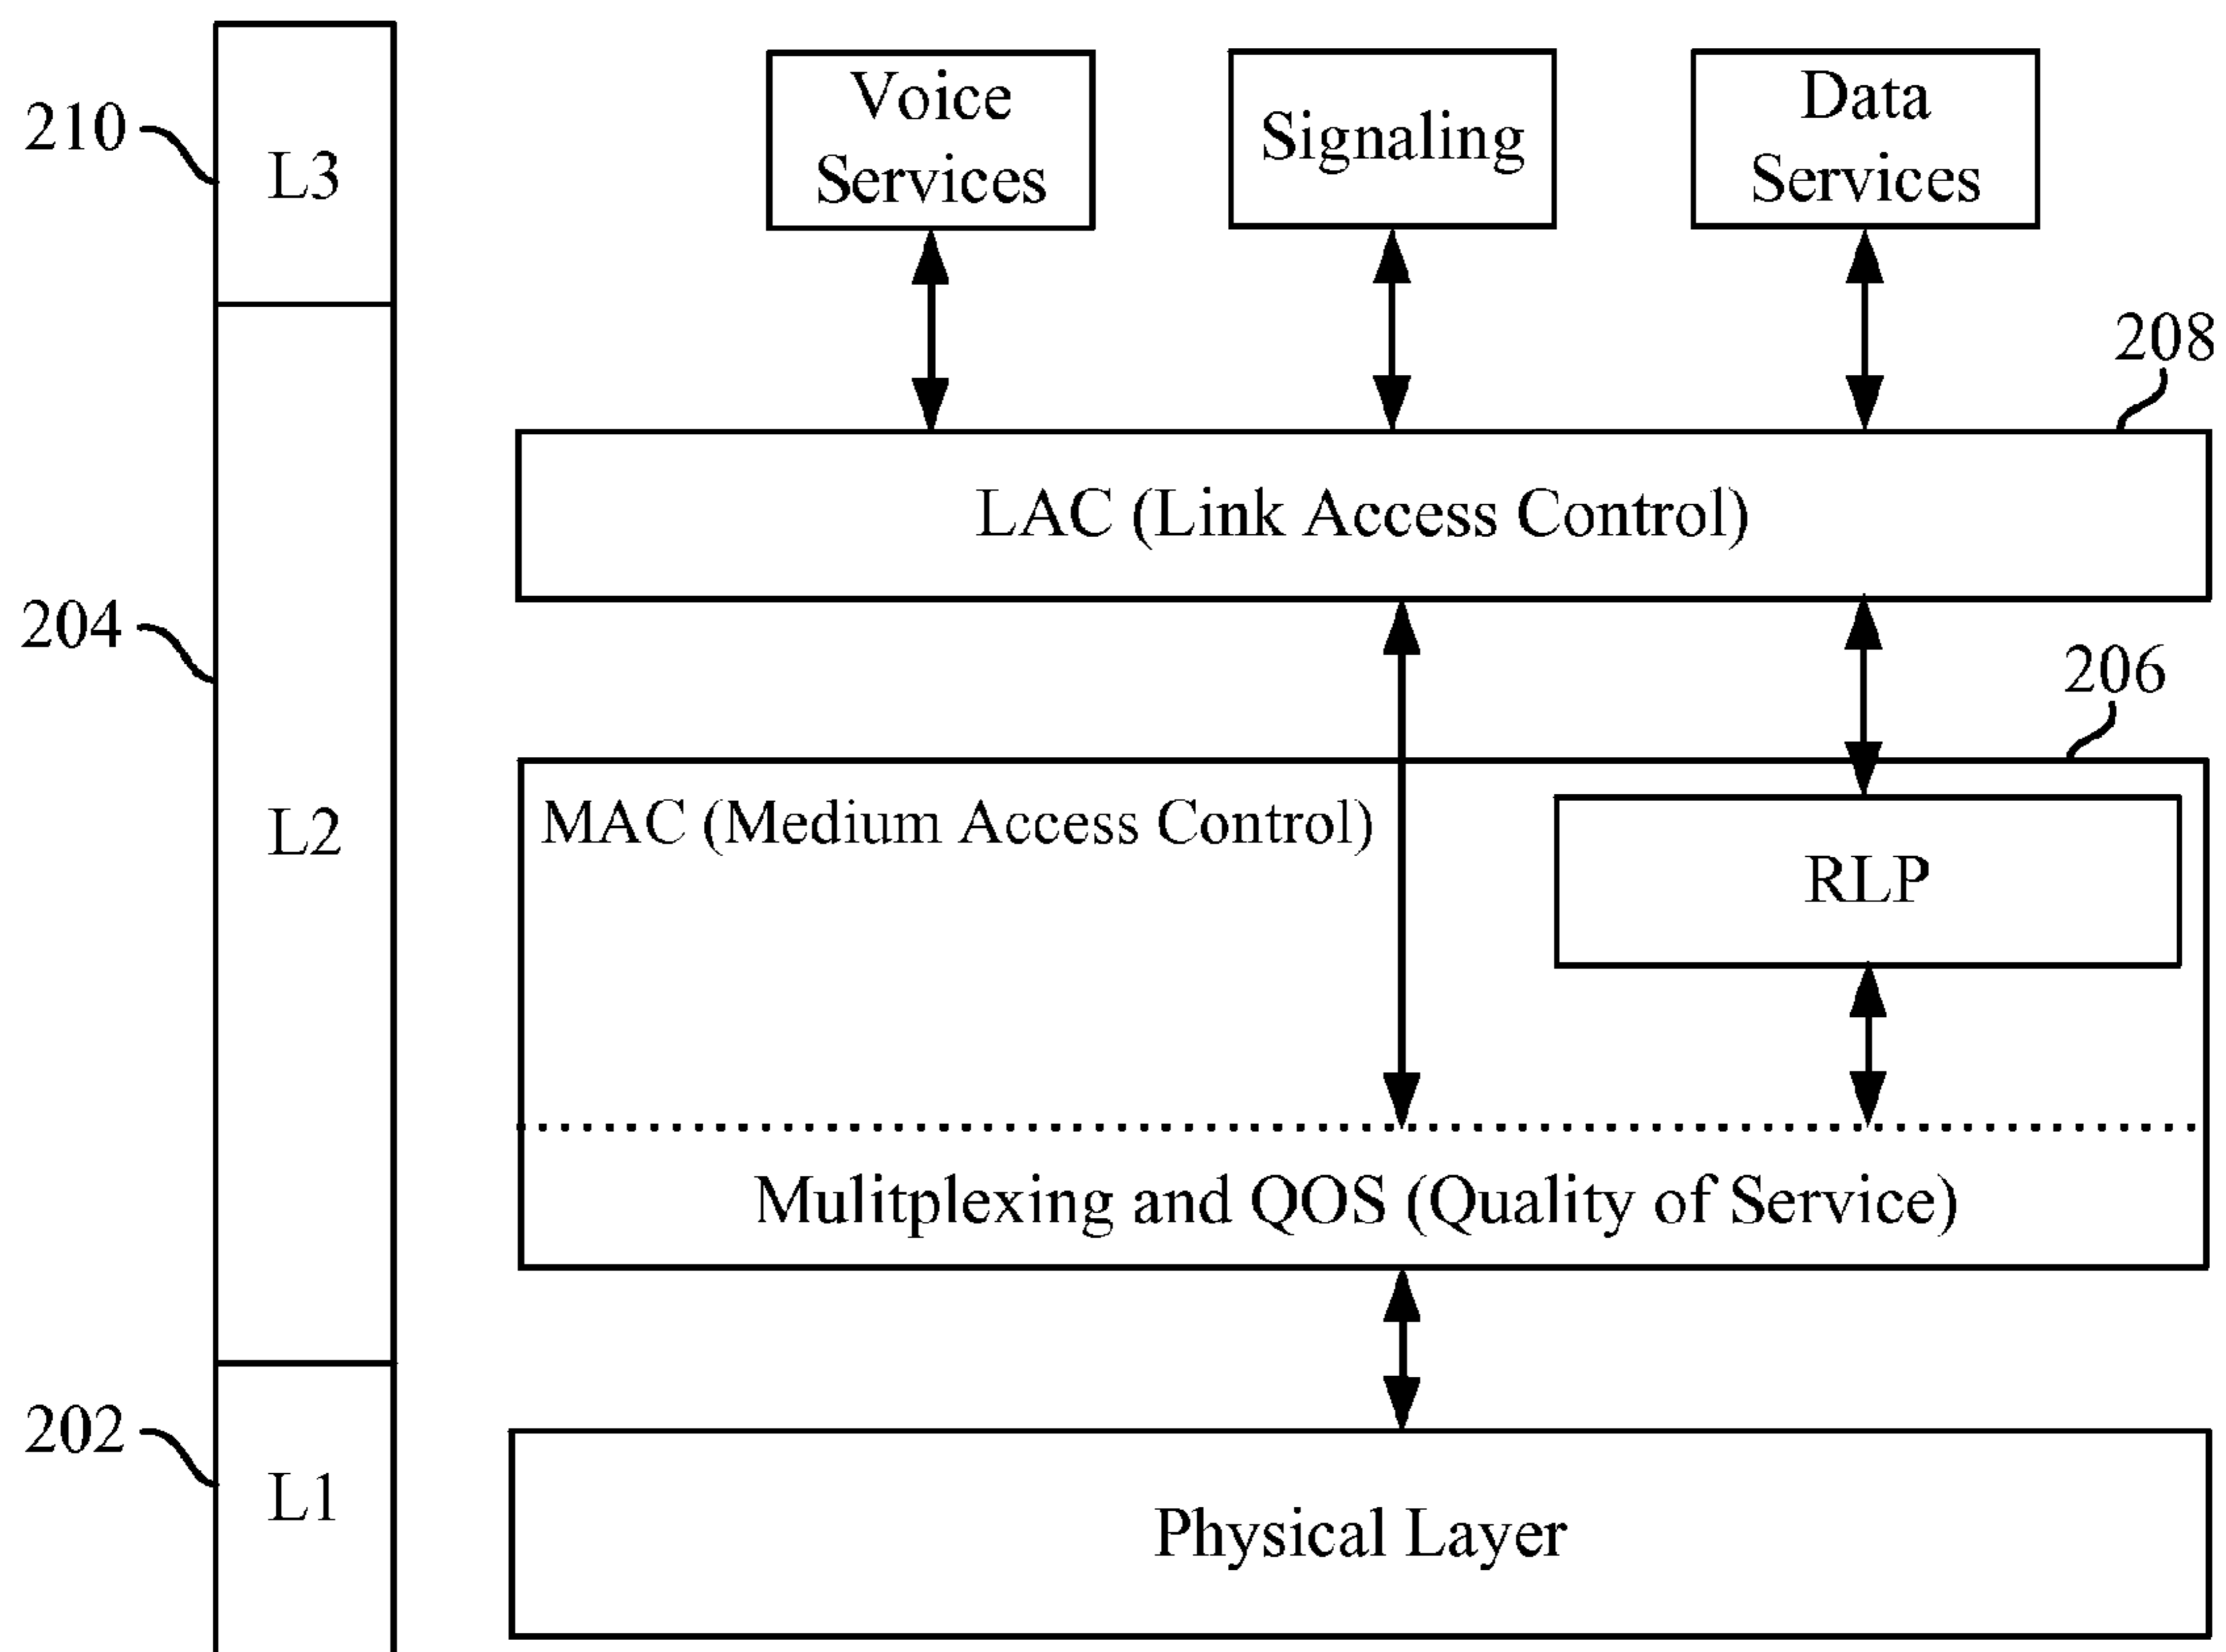 210
L3
Voice
Services
Signaling
Data
Services
208
LAC (Link Access Control)
204
L2
206
MAC (Medium Access Control)
RLP
Mulitplexing and QOS (Quality of Service)
202
L1
Physical Layer